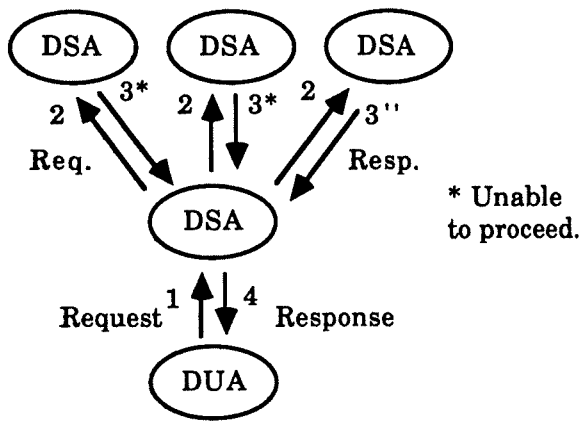 DSA DSA DSA
2 3* 2 3* 2 3"
Req. Resp.
DSA
* Unable
to proceed.
1 4
Request Response
DUA